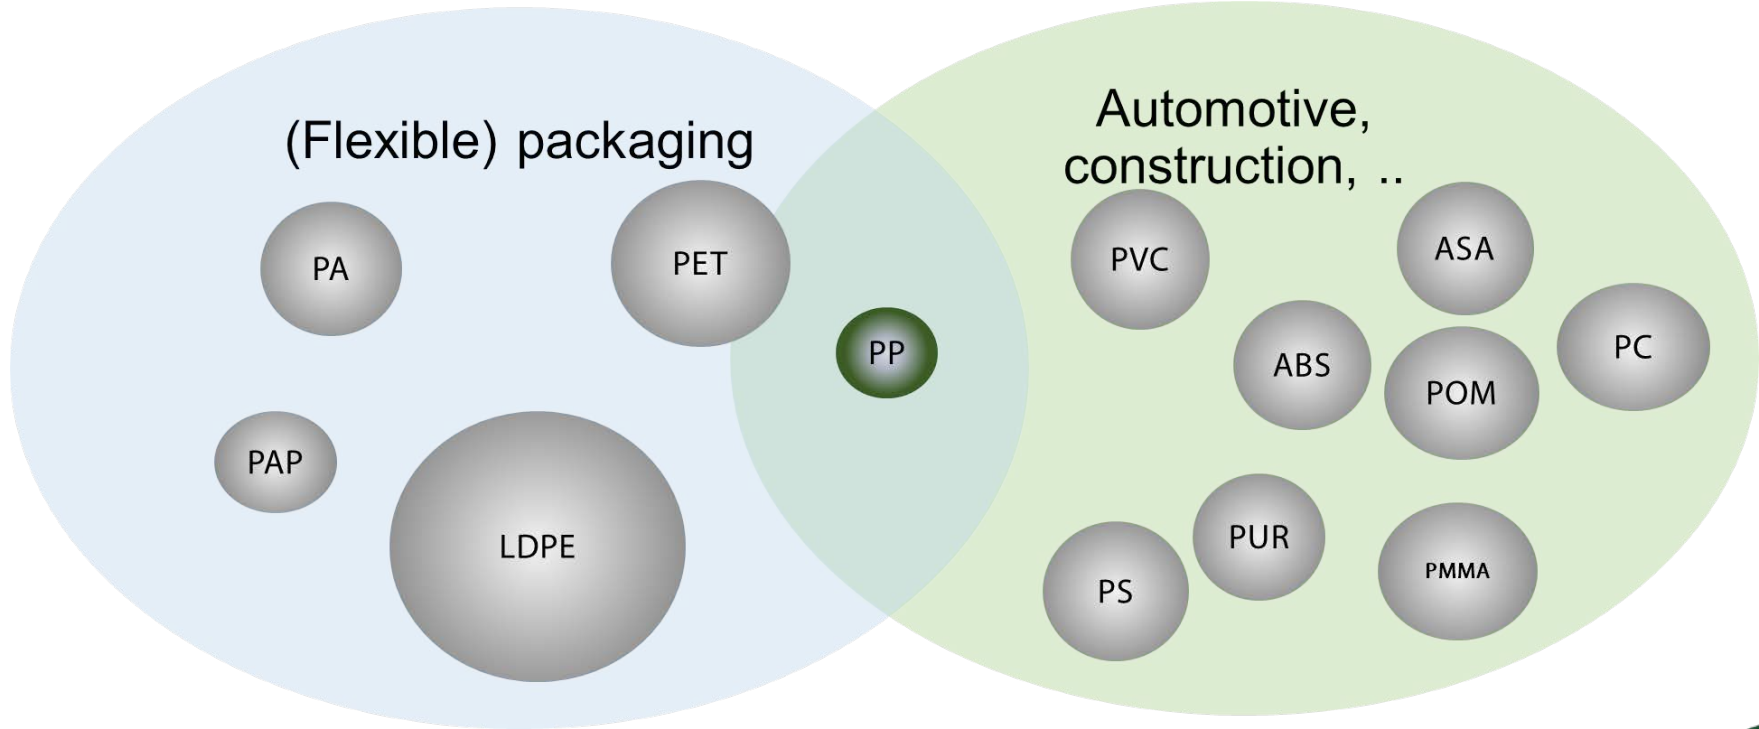 (Flexible) packaging
Automotive,
construction, ..
PA
PET
PP
PAP
LDPE
PVC
ASA
ABS
POM
PC
PS
PUR
PMMA